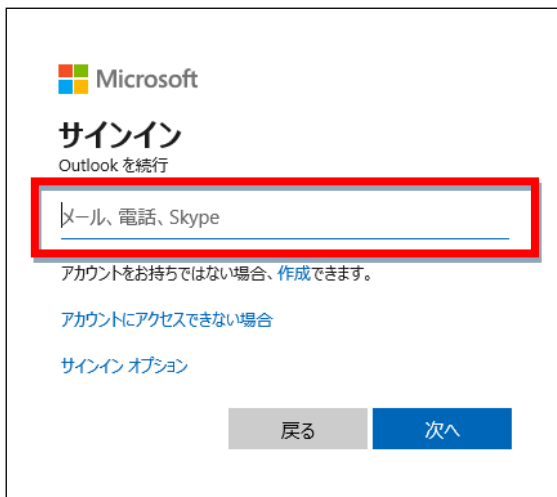 Microsoft
サインイン
Outlook を続行
メール、電話、Skype
アカウントをお持ちではない場合、作成できます。
アカウントにアクセスできない場合
サインイン オプション
戻る 次へ